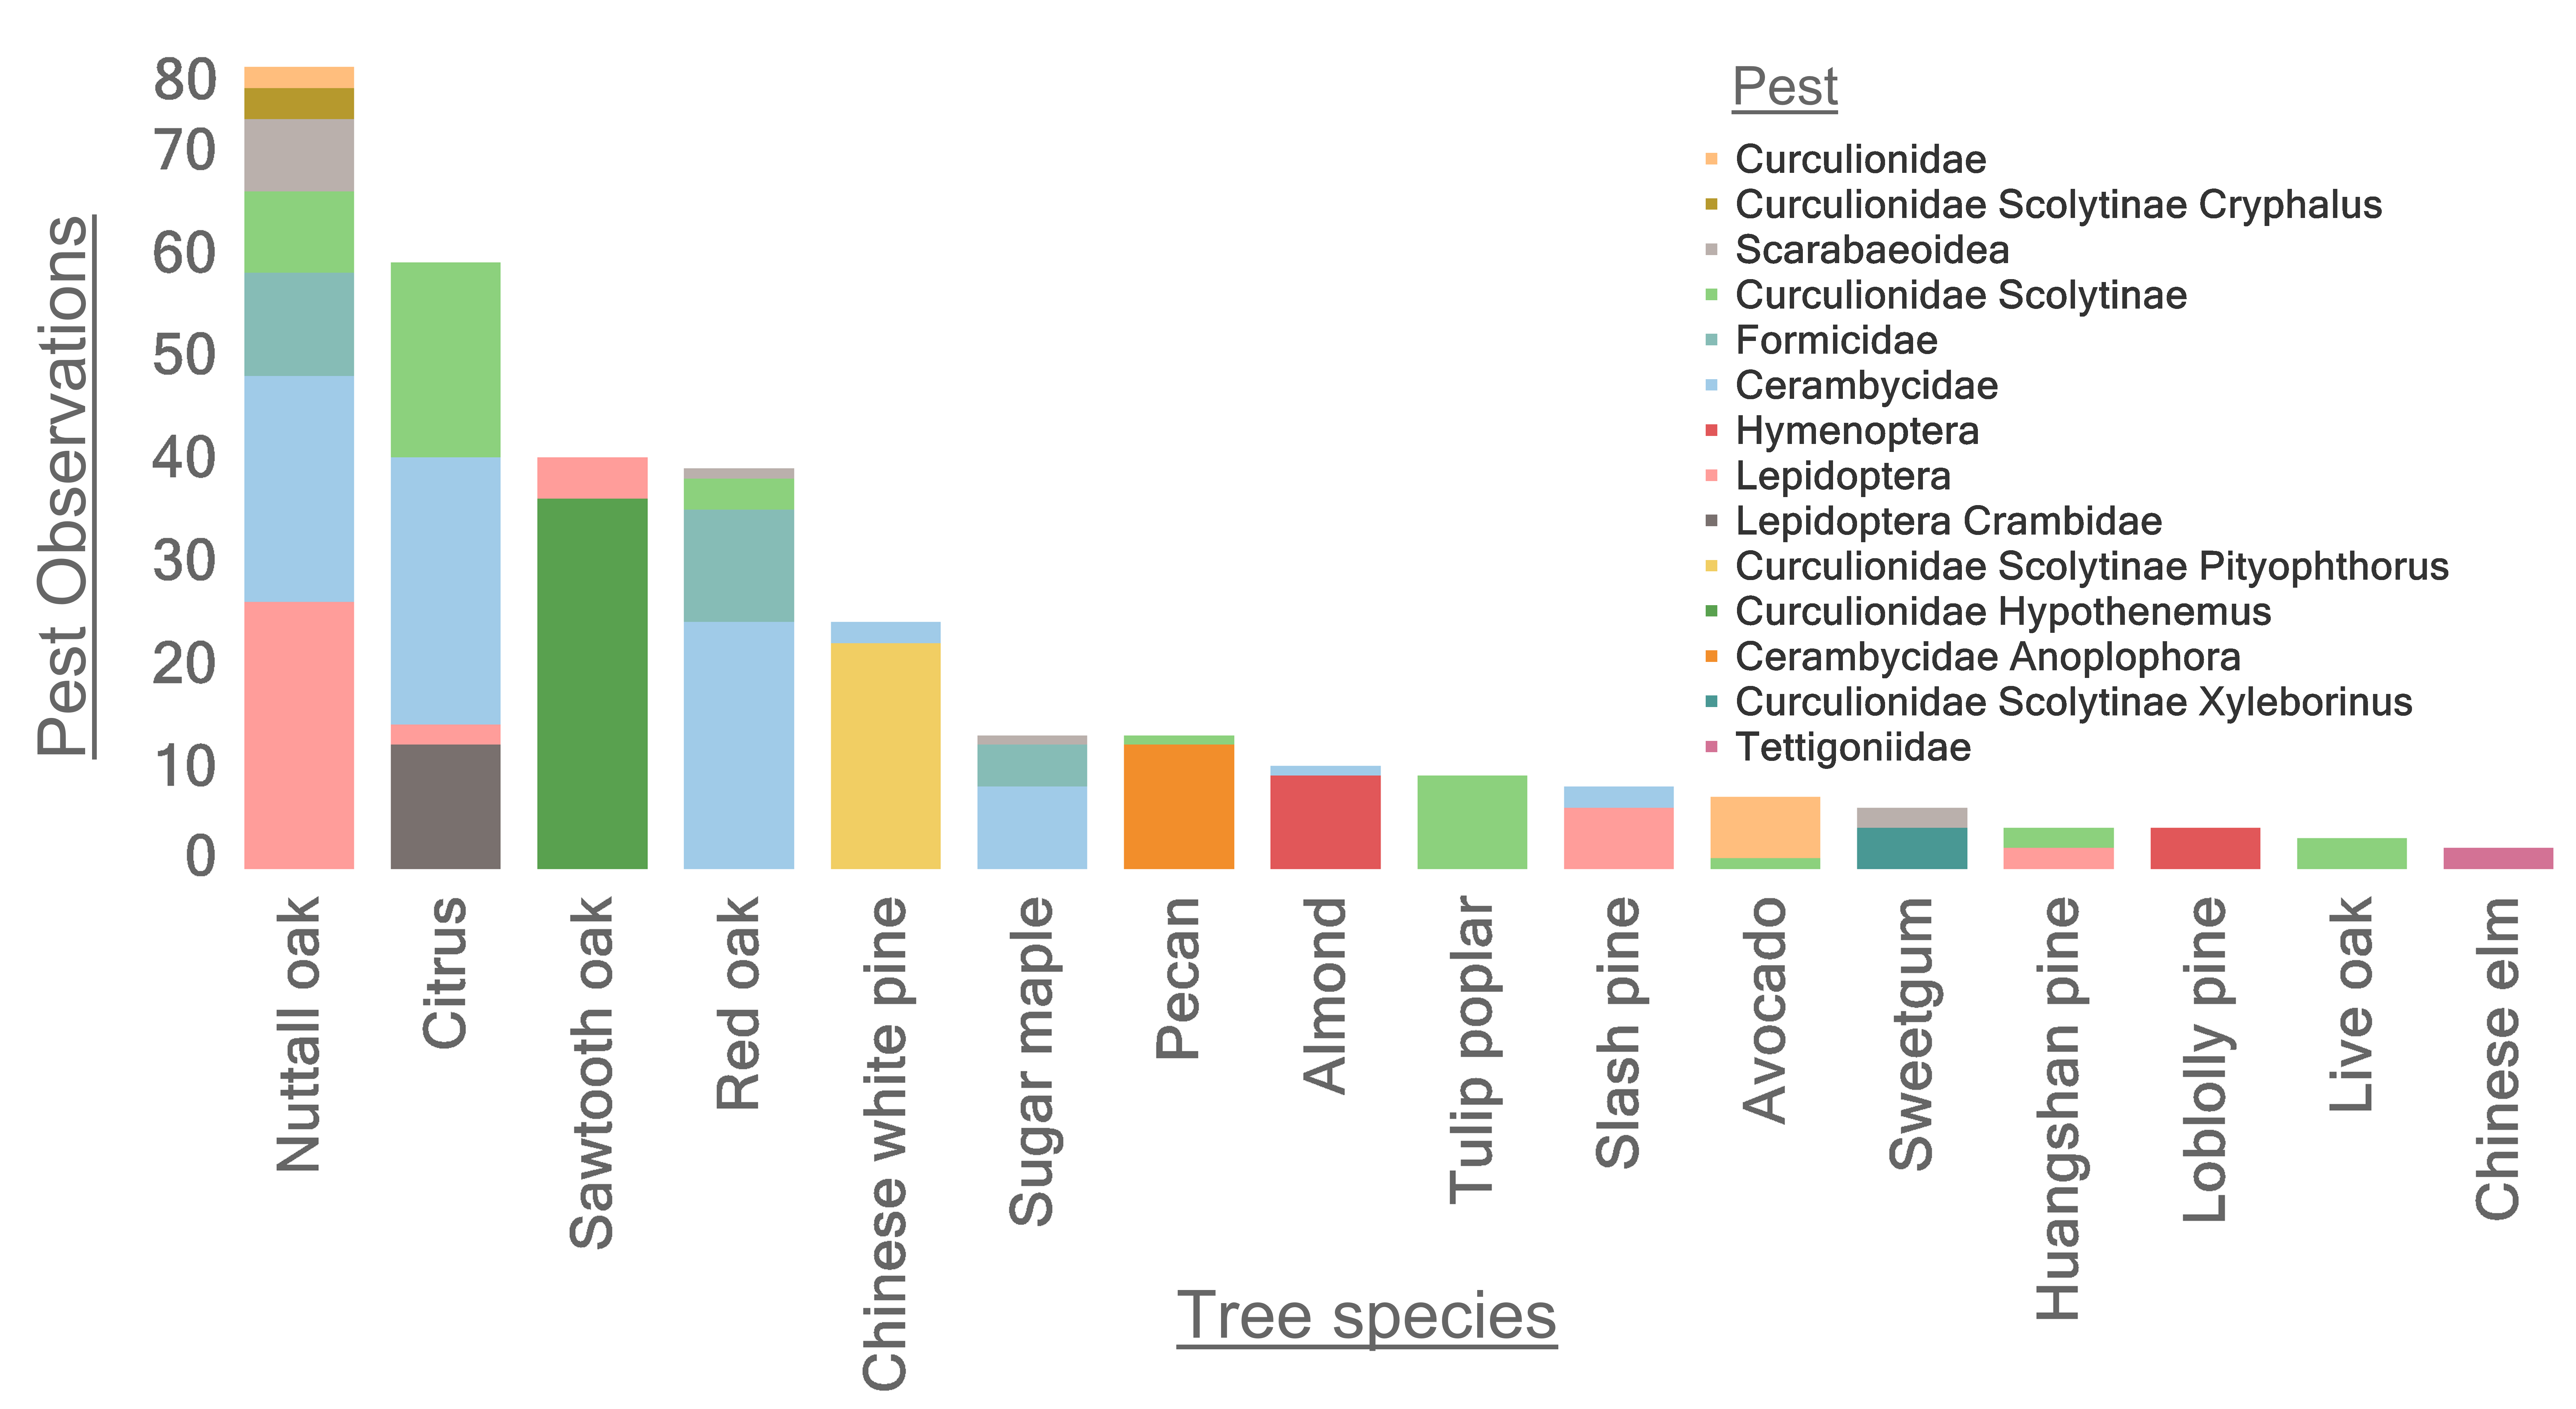 Pest Observations
80
70
60
50
40
30
20
10
0
Pest
Curculionidae
Curculionidae Scolytinae Cryphalus
Scarabaeoidea
Curculionidae Scolytinae
Formicidae
Cerambycidae
Hymenoptera
Lepidoptera
Lepidoptera Crambidae
Curculionidae Scolytinae Pityophthorus
Curculionidae Hypothenemus
Cerambycidae Anoplophora
Curculionidae Scolytinae Xyleborinus
Tettigoniidae
Nuttall oak
Citrus
Sawtooth oak
Red oak
Chinese white pine
Sugar maple
Pecan
Almond
Tulip poplar
Slash pine
Avocado
Sweetgum
Huangshan pine
Loblolly pine
Live oak
Chinese elm
Tree species